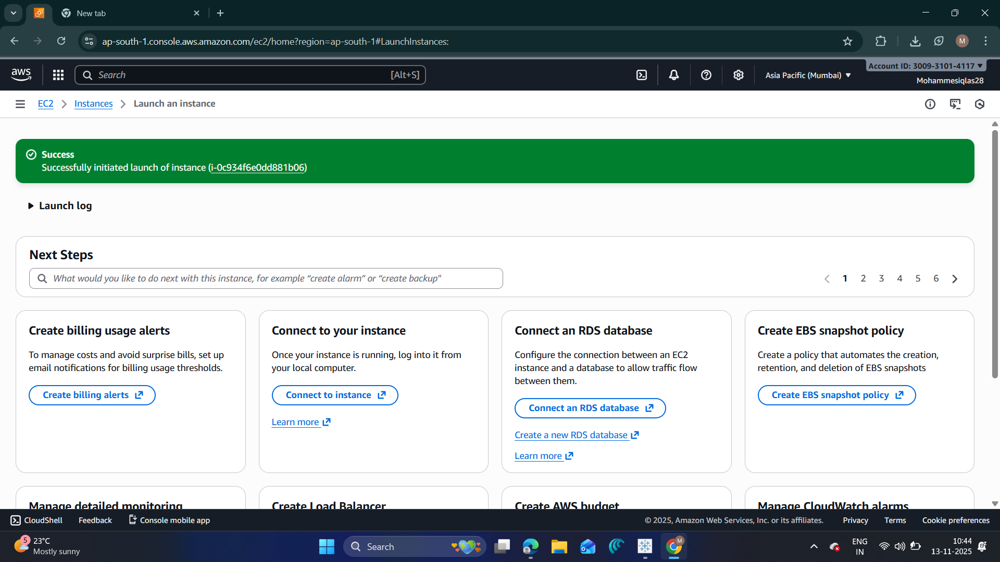 New tab
ap-south-1.console.aws.amazon.com/ec2/home?region=ap-south-1#LaunchInstances:
M
aws
Search
[Alt+S]
Asia Pacific (Mumbai)
Account ID: 3009-3101-4117
Mohammesiqlas28
EC2
Instances
Launch an instance
Success
Successfully initiated launch of instance (i-0c934f6e0dd881b06)
Launch log
Next Steps
What would you like to do next with this instance, for example “create alarm” or “create backup"
1 2 3 4 5 6
Create billing usage alerts
To manage costs and avoid surprise bills, set up
email notifications for billing usage thresholds.
Create billing alerts
Connect to your instance
Once your instance is running, log into it from
your local computer.
Connect to instance
Learn more
Connect an RDS database
Configure the connection between an EC2
instance and a database to allow traffic flow
between them.
Connect an RDS database
Create a new RDS database
Learn more
Create EBS snapshot policy
Create a policy that automates the creation,
retention, and deletion of EBS snapshots
Create EBS snapshot policy
Manage detailed monitoring
Create Load Balancer
Create AWS budget
Manage CloudWatch alarms
CloudShell
Feedback
Console mobile app
© 2025, Amazon Web Services, Inc. or its affiliates.
Privacy
Terms
Cookie preferences
5
23°C
Mostly sunny
Search
M
ENG
IN
10:44
13-11-2025